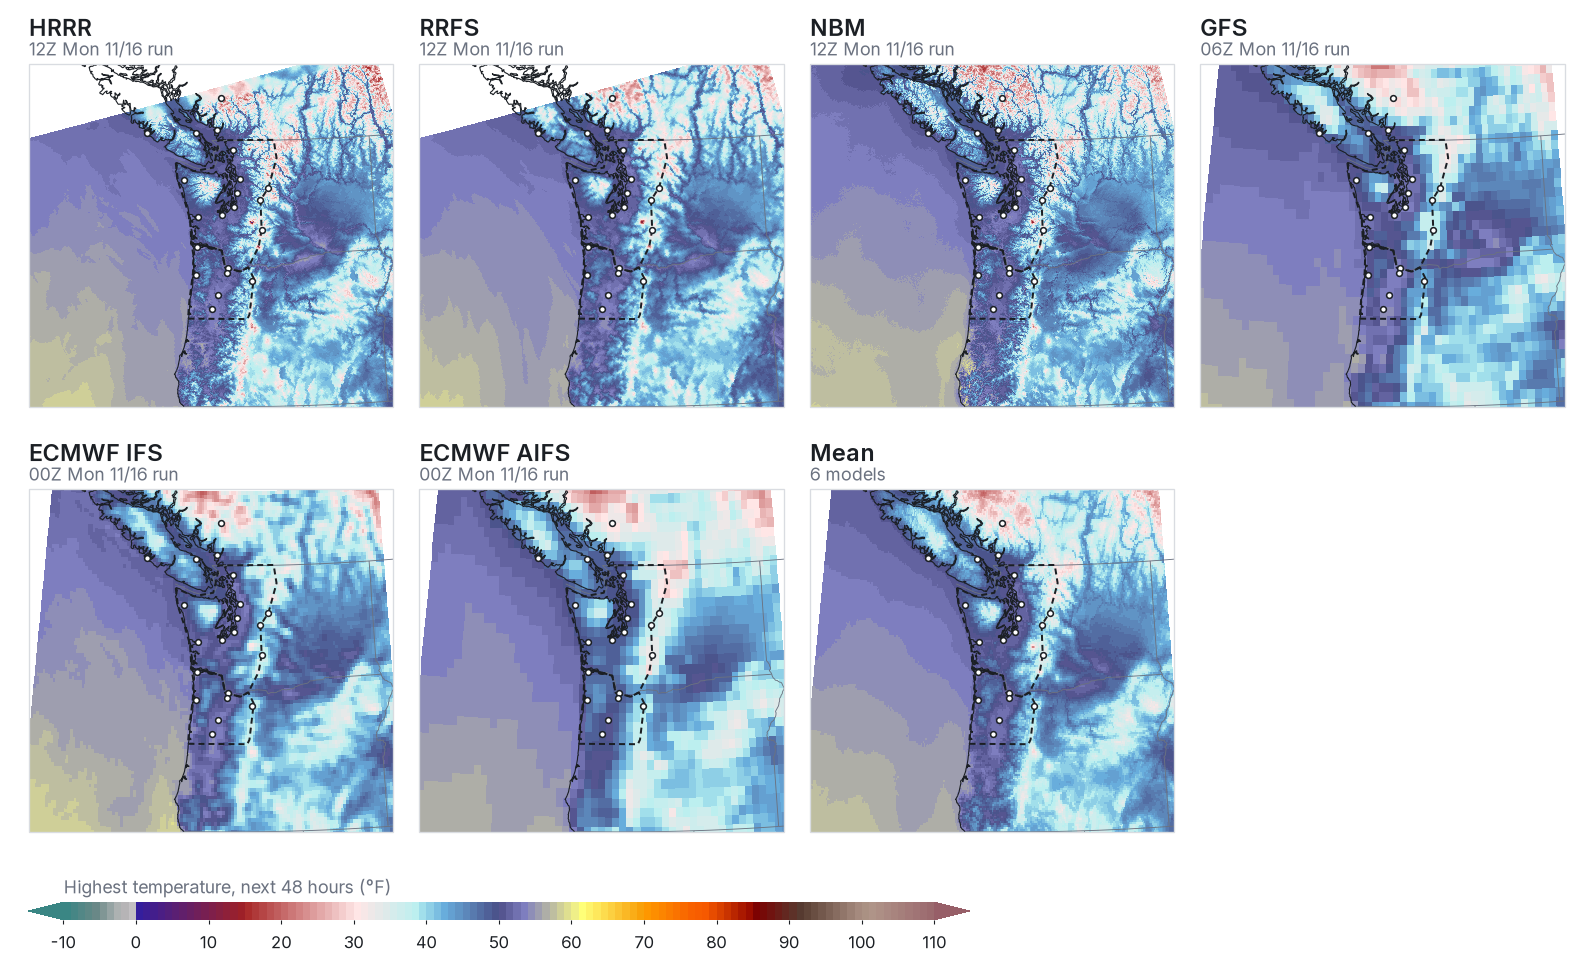 HRRR
12Z Mon 11/16 run
RRFS
12Z Mon 11/16 run
NBM
12Z Mon 11/16 run
GFS
06Z Mon 11/16 run
ECMWF IFS
00Z Mon 11/16 run
ECMWF AIFS
00Z Mon 11/16 run
Mean
6 models
Highest temperature, next 48 hours (°F)
-10 0 10 20 30 40 50 60 70 80 90 100 110